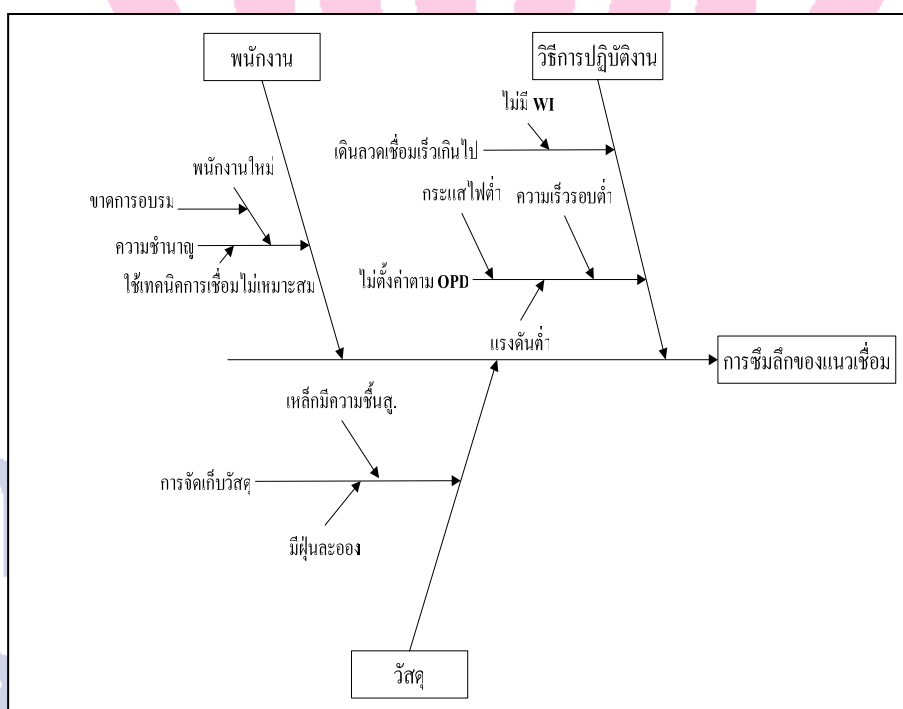 พนักงาน
วิธีการปฏิบัติงาน
ไม่มี WI
เดินลวดเชื่อมเร็วเกินไป
พนักงานใหม่
กระแสไฟต่ำ
ความเร็วรอบต่ำ
ขาดการอบรม
ความชำนาญ
ไม่ตั้งค่าตาม OPD
ใช้เทคนิคการเชื่อมไม่เหมาะสม
แรงดันต่ำ
การซึมลึกของแนวเชื่อม
เหล็กมีความชื้นสู.
การจัดเก็บวัสดุ
มีฝุ่นละออง
วัสดุ